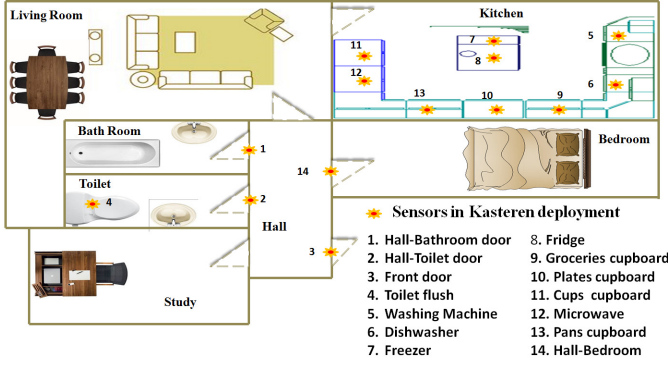 Living Room
Kitchen
11
12
7
8
5
6
13
10
9
Bath Room
1
Bedroom
14
Toilet
4
2
Hall
3
Study
Sensors in Kasteren deployment
1. Hall-Bathroom door
2. Hall-Toilet door
3. Front door
4. Toilet flush
5. Washing Machine
6. Dishwasher
7. Freezer
8. Fridge
9. Groceries cupboard
10. Plates cupboard
11. Cups cupboard
12. Microwave
13. Pans cupboard
14. Hall-Bedroom